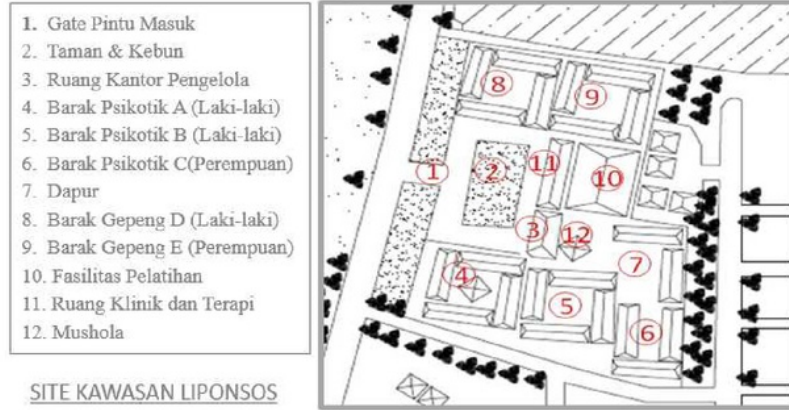 1. Gate Pintu Masuk
2. Taman & Kebun
3. Ruang Kantor Pengelola
4. Barak Psikotik A (Laki-laki)
5. Barak Psikotik B (Laki-laki)
6. Barak Psikotik C(Perempuan)
7. Dapur
8. Barak Gepeng D (Laki-laki)
9. Barak Gepeng E (Perempuan)
10. Fasilitas Pelatihan
11. Ruang Klinik dan Terapi
12. Mushola
SITE KAWASAN LIPONSOS
8
9
1
2
11
10
3
12
7
4
5
6